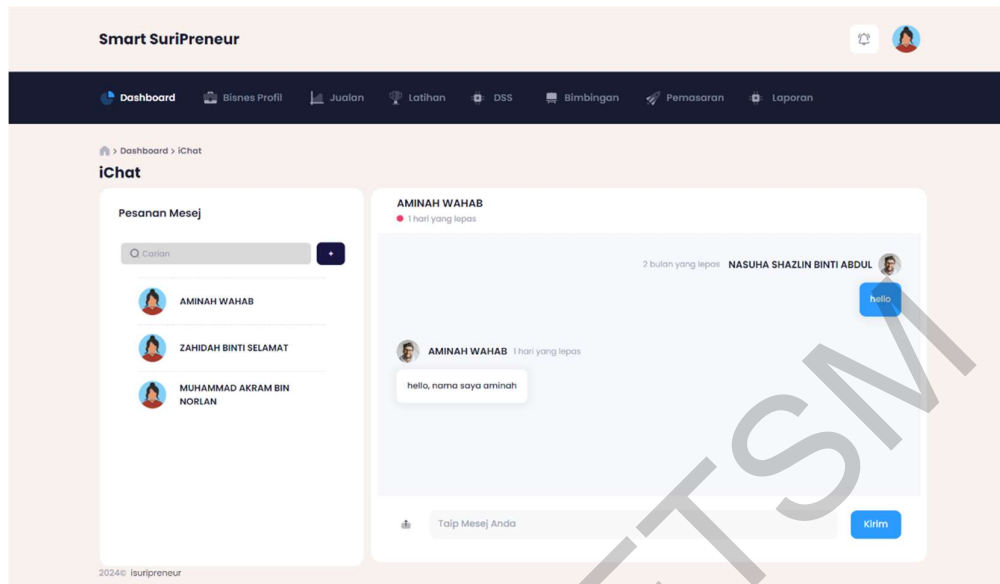 Smart SuriPreneur
Dashboard Bisnes Profil Jualan Latihan DSS Bimbingan Pemasaran Laporan
> Dashboard > iChat
iChat
Pesanan Mesej
Carian
+
AMINAH WAHAB
ZAHIDAH BINTI SELAMAT
MUHAMMAD AKRAM BIN
NORLAN
AMINAH WAHAB
1 hari yang lepas
2 bulan yang lepas NASUHA SHAZLIN BINTI ABDUL
hello
AMINAH WAHAB 1 hari yang lepas
hello, nama saya aminah
Taip Mesej Anda
Kirim
2024© isuripreneur
FTSM